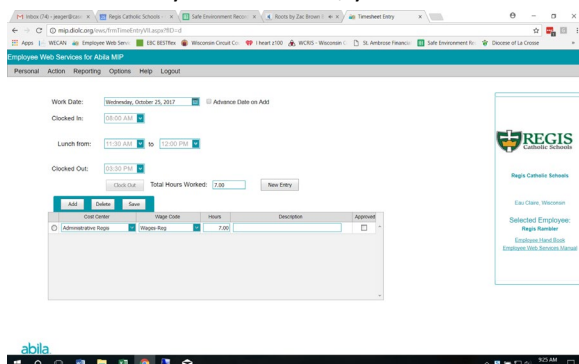 Inbox (74)
Regis Catholic Schools
Safe Environment Recor
Roots by Zac Brown B
Timesheet Entry
mip.diolc.org/ews/frmTimeEntryVII.aspx?RID=d
Apps
WECAN
Employee Web Servi
EBC BESTflex
Wisconsin Circuit Co
I heart z100
WCRIS - Wisconsin C
St. Ambrose Financia
Safe Environment Re
Diocese of La Crosse
Employee Web Services for Abila MIP
Personal Action Reporting Options Help Logout
Work Date: Wednesday, October 25, 2017 Advance Date on Add
Clocked In: 08:00 AM
Lunch from: 11:30 AM to 12:00 PM
Clocked Out: 03:30 PM
Clock Out Total Hours Worked: 7.00 New Entry
Add Delete Save
Cost Center Wage Code Hours Description Approved
Administrative Regis Wages-Reg 7.00
REGIS
Catholic Schools
Regis Catholic Schools
Eau Claire, Wisconsin
Selected Employee:
Regis Rambler
Employee Hand Book
Employee Web Services Manual
abila
9:25 AM